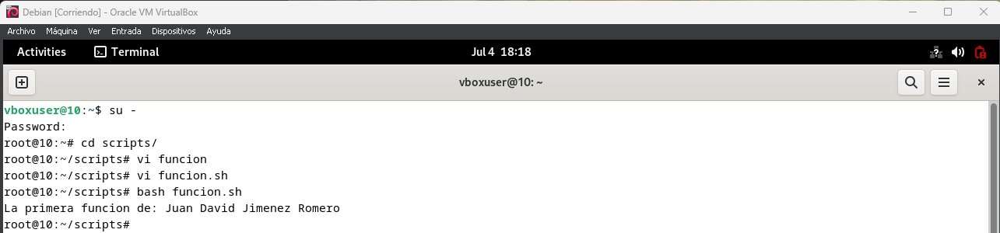 Debian [Corriendo] - Oracle VM VirtualBox
Archivo Máquina Ver Entrada Dispositivos Ayuda
Activities Terminal Jul 4 18:18
vboxuser@10: ~
vboxuser@10:~$ su -
Password:
root@10:~# cd scripts/
root@10:~/scripts# vi funcion
root@10:~/scripts# vi funcion.sh
root@10:~/scripts# bash funcion.sh
La primera funcion de: Juan David Jimenez Romero
root@10:~/scripts#